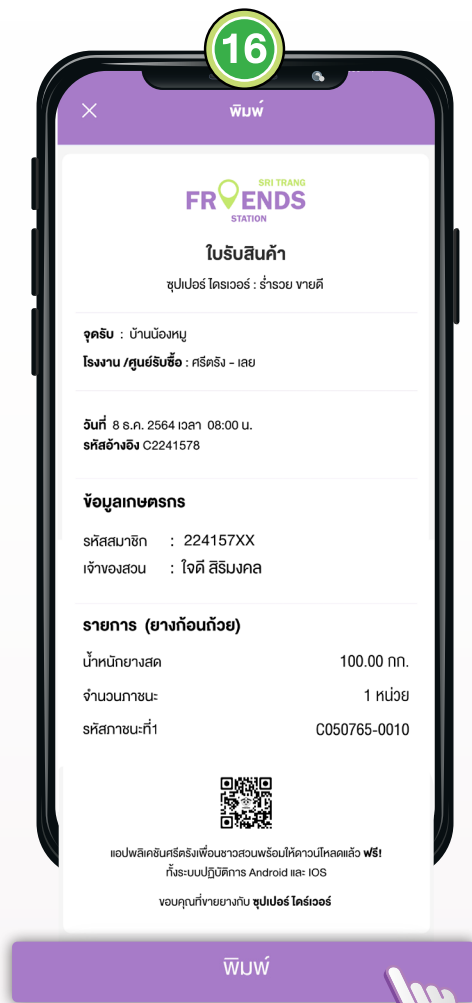 16
พิมพ์
SRI TRANG
FRIENDS
STATION
ใบรับสินค้า
ซุปเปอร์ ไดรเวอร์ : ร่ำรวย ขายดี
จุดรับ : บ้านน้องหมู
โรงงาน /ศูนย์รับซื้อ : ศรีตรัง - เลย
วันที่ 8 ธ.ค. 2564 เวลา 08:00 น.
รหัสอ้างอิง C2241578
ข้อมูลเกษตรกร
รหัสสมาชิก : 224157XX
เจ้าของสวน : ใจดี สิริมงคล
รายการ (ยางก้อนถ้วย)
น้ำหนักยางสด 100.00 กก.
จำนวนภาชนะ 1 หน่วย
รหัสภาชนะที่1 C050765-0010
แอปพลิเคชันศรีตรังเพื่อนชาวสวนพร้อมให้ดาวน์โหลดแล้ว ฟรี!
ทั้งระบบปฏิบัติการ Android และ IOS
ขอบคุณที่ขายยางกับ ซุปเปอร์ ไดร์เวอร์
พิมพ์